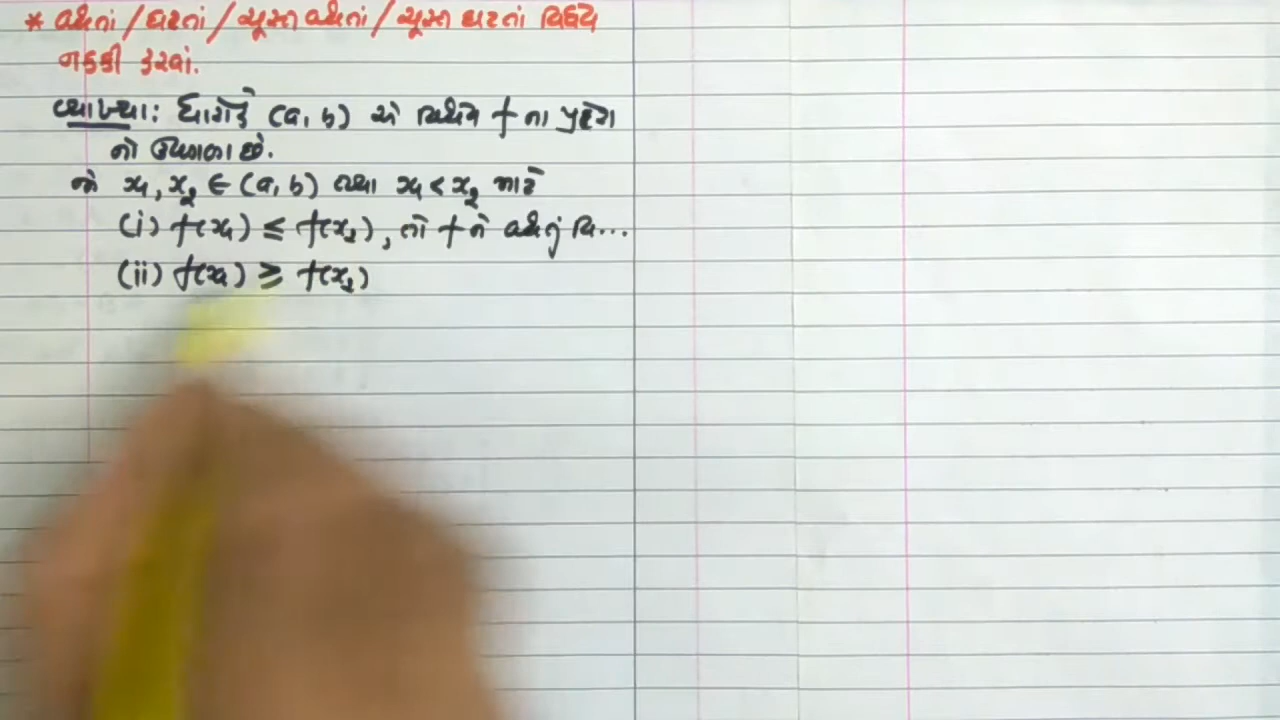 * વધતાં / ઘટતાં / ચૂસ્ત વધતાં / ચૂસ્ત ઘટતાં વિધેય
નક્કી કરવાં.
વ્યાખ્યા: ધારોકે (a, b) એ વિધેય f ના પ્રદેશ
નો ઉપગણ છે.
જો x₁, x₂ ∈ (a, b) તથા x₁ < x₂ માટે
(i) f(x₁) ≤ f(x₂), તો f ને વધતું વિ...
(ii) f(x₁) ≥ f(x₂)